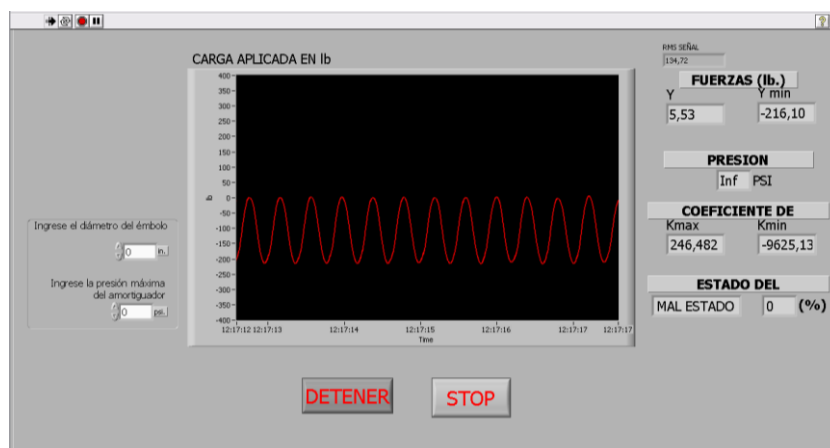 CARGA APLICADA EN lb
400
350
300
250
200
150
100
50
0
-50
-100
-150
-200
-250
-300
-350
-400
lb
12:17:12 12:17:13 12:17:14 12:17:15 12:17:16 12:17:17 12:17:17
Time
Ingrese el diámetro del émbolo
0 in.
Ingrese la presión máxima
del amortiguador
0 psi.
RMS SEÑAL
134,72
FUERZAS (lb.)
Y Y min
5,53 -216,10
PRESION
Inf PSI
COEFICIENTE DE
Kmax Kmin
246,482 -9625,13
ESTADO DEL
MAL ESTADO 0 (%)
DETENER STOP